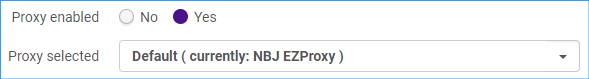 Proxy enabled No Yes
Proxy selected Default ( currently: NBJ EZProxy )